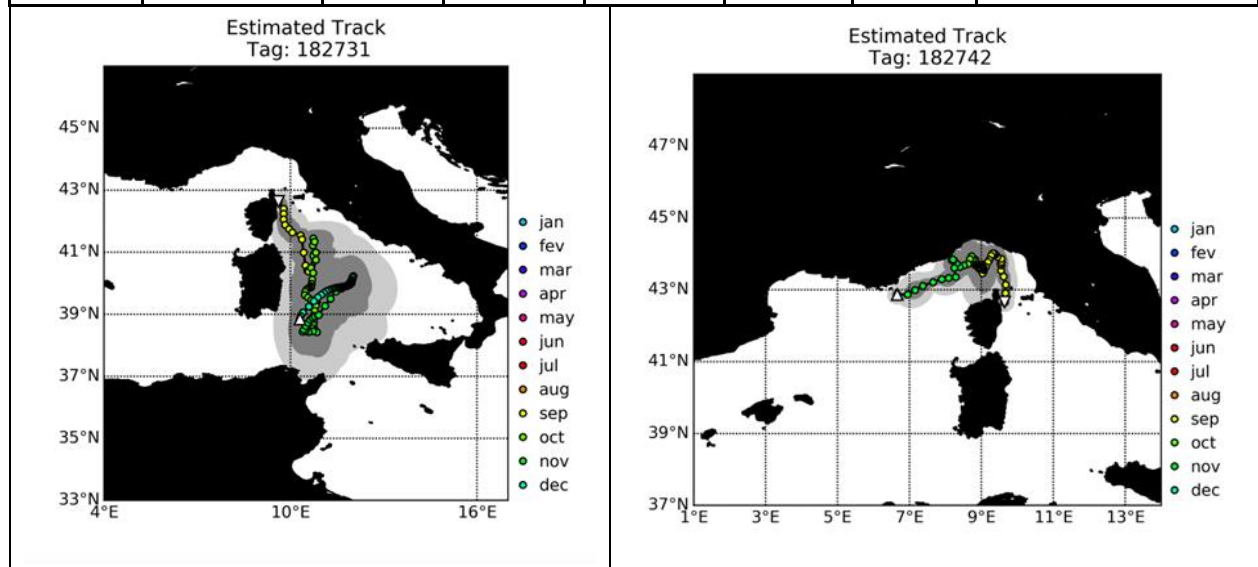 Estimated Track
Tag: 182731
45°N
43°N
41°N
39°N
37°N
35°N
33°N
4°E
10°E
16°E
jan
fev
mar
apr
may
jun
jul
aug
sep
oct
nov
dec
Estimated Track
Tag: 182742
47°N
45°N
43°N
41°N
39°N
37°N
1°E
3°E
5°E
7°E
9°E
11°E
13°E
jan
fev
mar
apr
may
jun
jul
aug
sep
oct
nov
dec